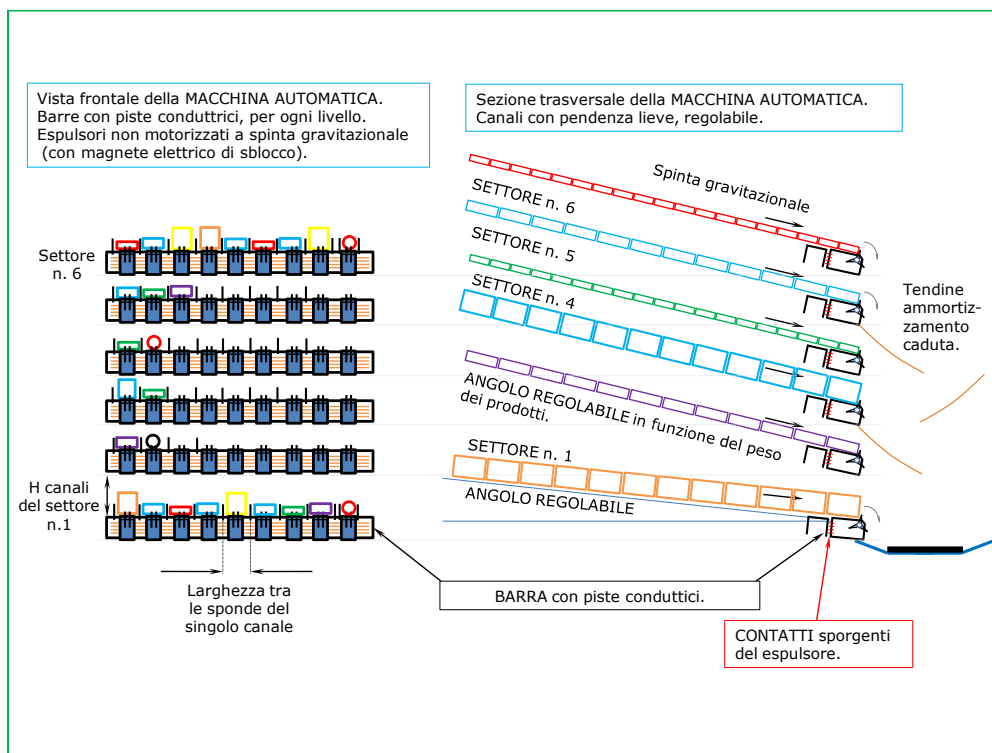 Vista frontale della MACCHINA AUTOMATICA.
Barre con piste conduttrici, per ogni livello.
Espulsori non motorizzati a spinta gravitazionale
(con magnete elettrico di sblocco).
Sezione trasversale della MACCHINA AUTOMATICA.
Canali con pendenza lieve, regolabile.
Spinta gravitazionale
SETTORE n. 6
SETTORE n. 5
SETTORE n. 4
Settore
n. 6
Tendine
ammortiz-
zamento
caduta.
ANGOLO REGOLABILE in funzione del peso
dei prodotti.
SETTORE n. 1
ANGOLO REGOLABILE
H canali
del settore
n.1
Larghezza tra
le sponde del
singolo canale
BARRA con piste conduttici.
CONTATTI sporgenti
del espulsore.